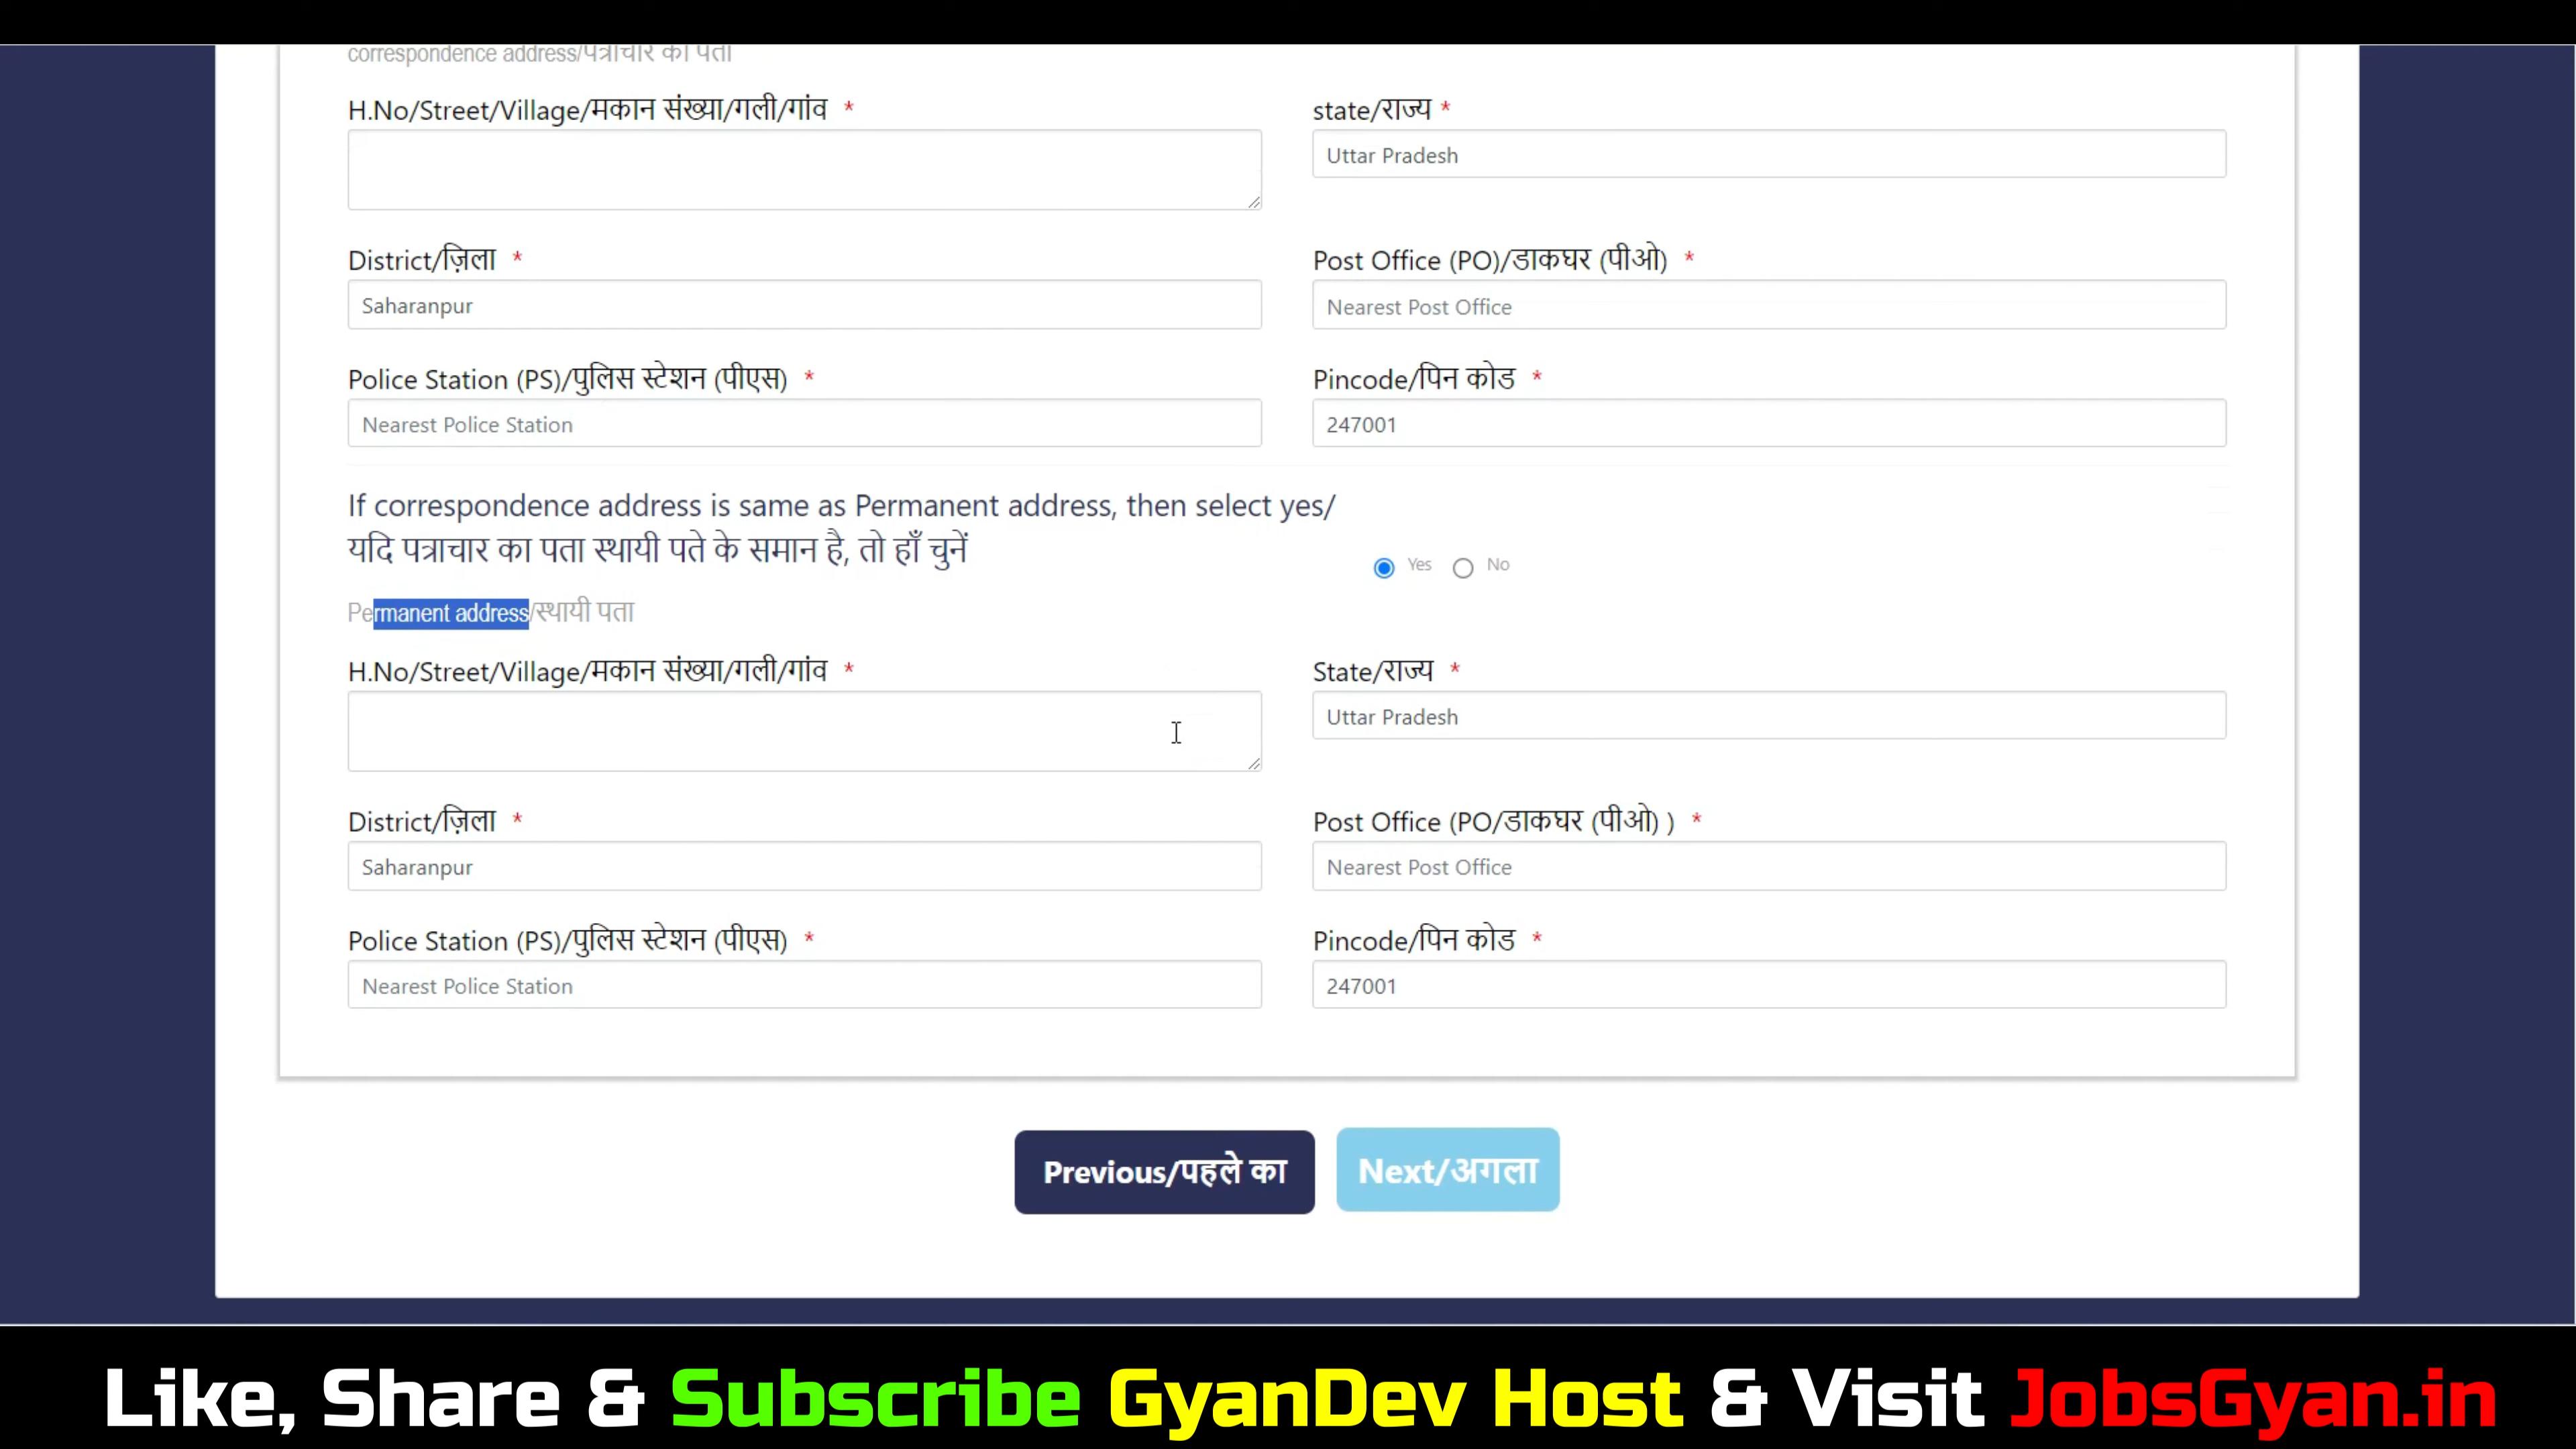 correspondence address/पत्राचार का पता
H.No/Street/Village/मकान संख्या/गली/गांव *
state/राज्य *
Uttar Pradesh
District/ज़िला *
Post Office (PO)/डाकघर (पीओ) *
Saharanpur
Nearest Post Office
Police Station (PS)/पुलिस स्टेशन (पीएस) *
Pincode/पिन कोड *
Nearest Police Station
247001
If correspondence address is same as Permanent address, then select yes/
यदि पत्राचार का पता स्थायी पते के समान है, तो हाँ चुनें
Yes No
Permanent address/स्थायी पता
H.No/Street/Village/मकान संख्या/गली/गांव *
State/राज्य *
Uttar Pradesh
District/ज़िला *
Post Office (PO/डाकघर (पीओ) ) *
Saharanpur
Nearest Post Office
Police Station (PS)/पुलिस स्टेशन (पीएस) *
Pincode/पिन कोड *
Nearest Police Station
247001
Previous/पहले का
Next/अगला
Like, Share & Subscribe GyanDev Host & Visit JobsGyan.in